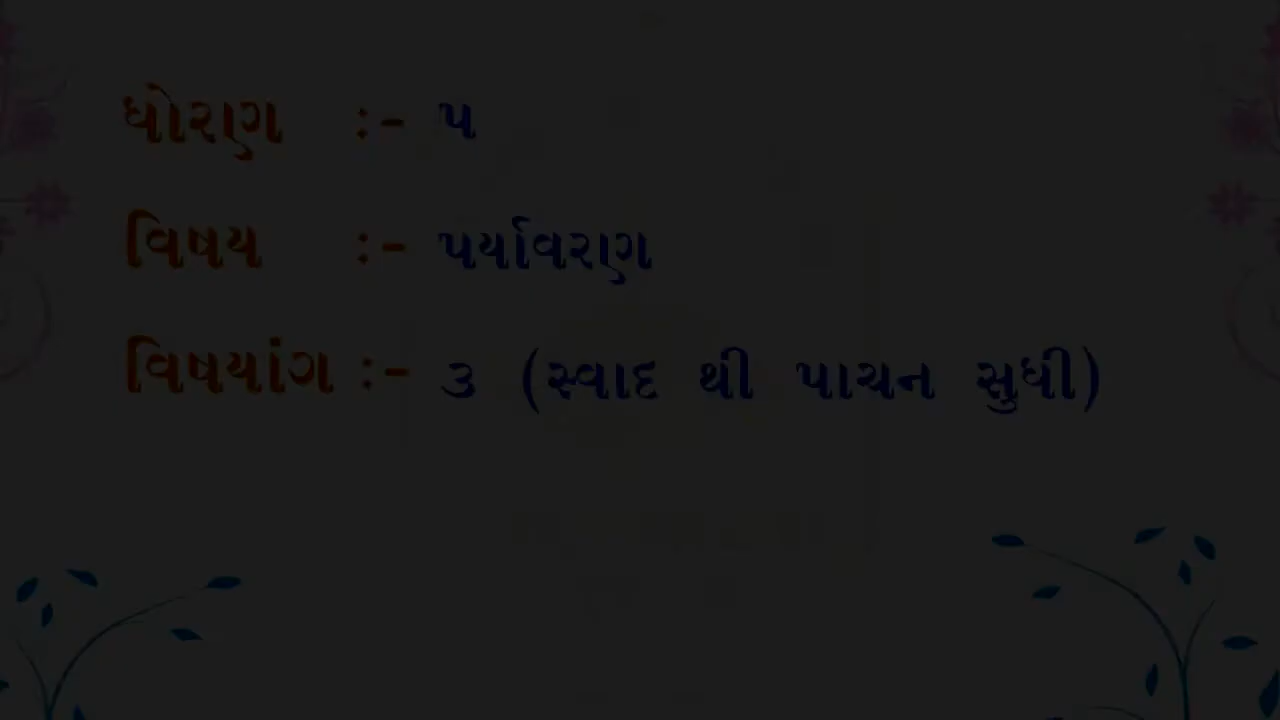 ધોરણ :- ૫
વિષય :- પર્યાવરણ
વિષયાંગ :- ૩ (સ્વાદ થી પાચન સુધી)